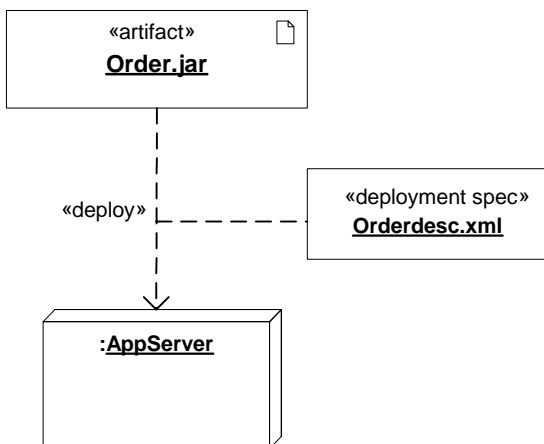 «artifact»
Order.jar
«deploy»
«deployment spec»
Orderdesc.xml
:AppServer